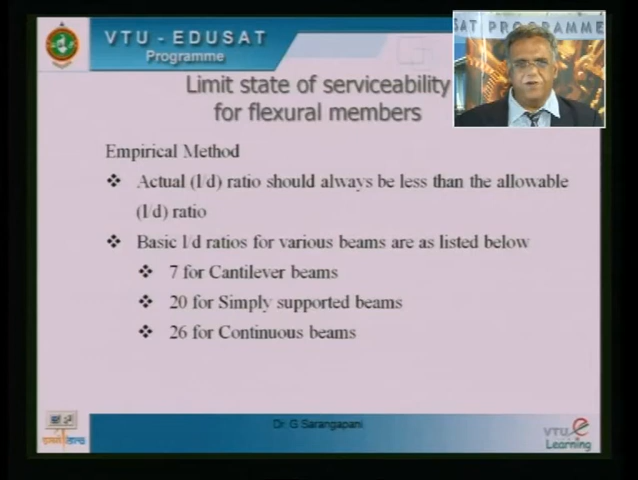 VTU - EDUSAT
Programme
SAT PROGRAMME
Limit state of serviceability
for flexural members
Empirical Method
❖ Actual (l/d) ratio should always be less than the allowable
(l/d) ratio
❖ Basic l/d ratios for various beams are as listed below
❖ 7 for Cantilever beams
❖ 20 for Simply supported beams
❖ 26 for Continuous beams
Dr G Sarangapani
VTU e
Learning